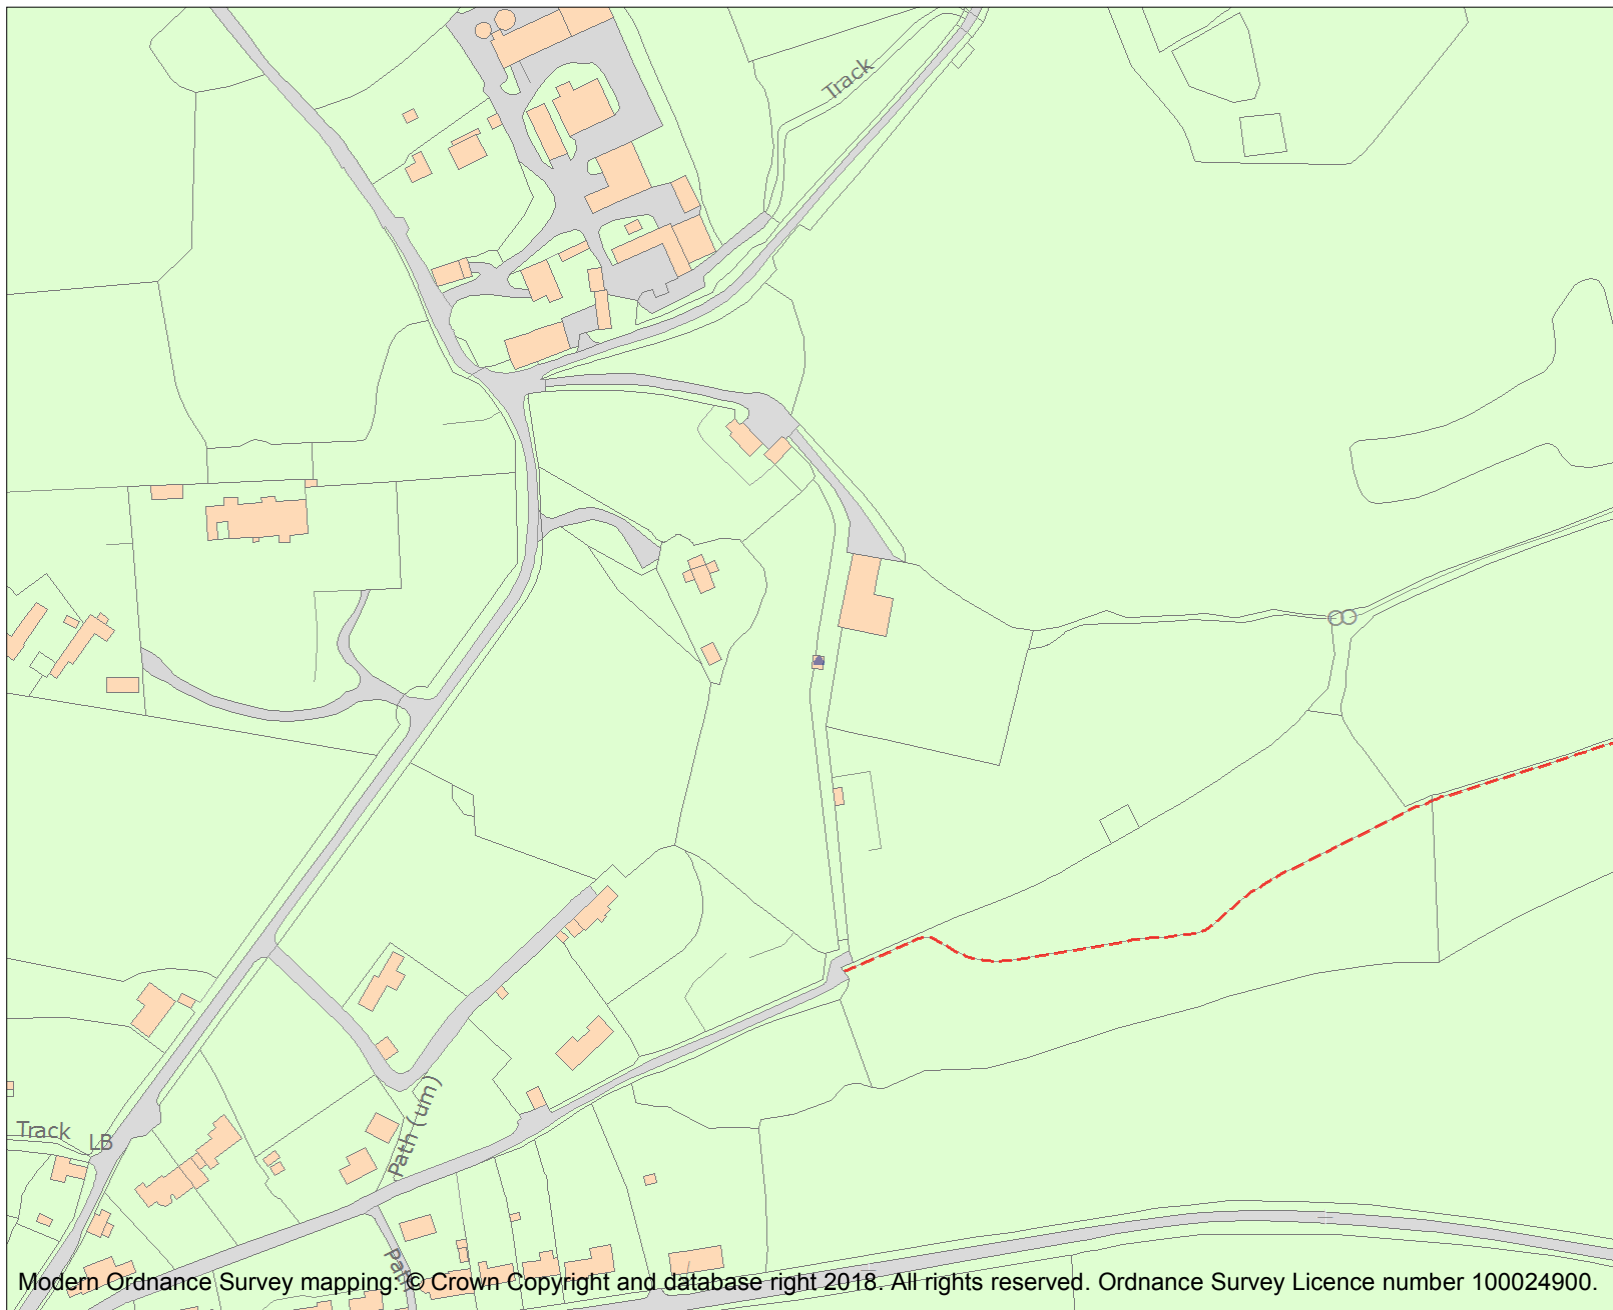 Track
Path (um)
Track
LB
Path
Modern Ordnance Survey mapping: © Crown Copyright and database right 2018. All rights reserved. Ordnance Survey Licence number 100024900.